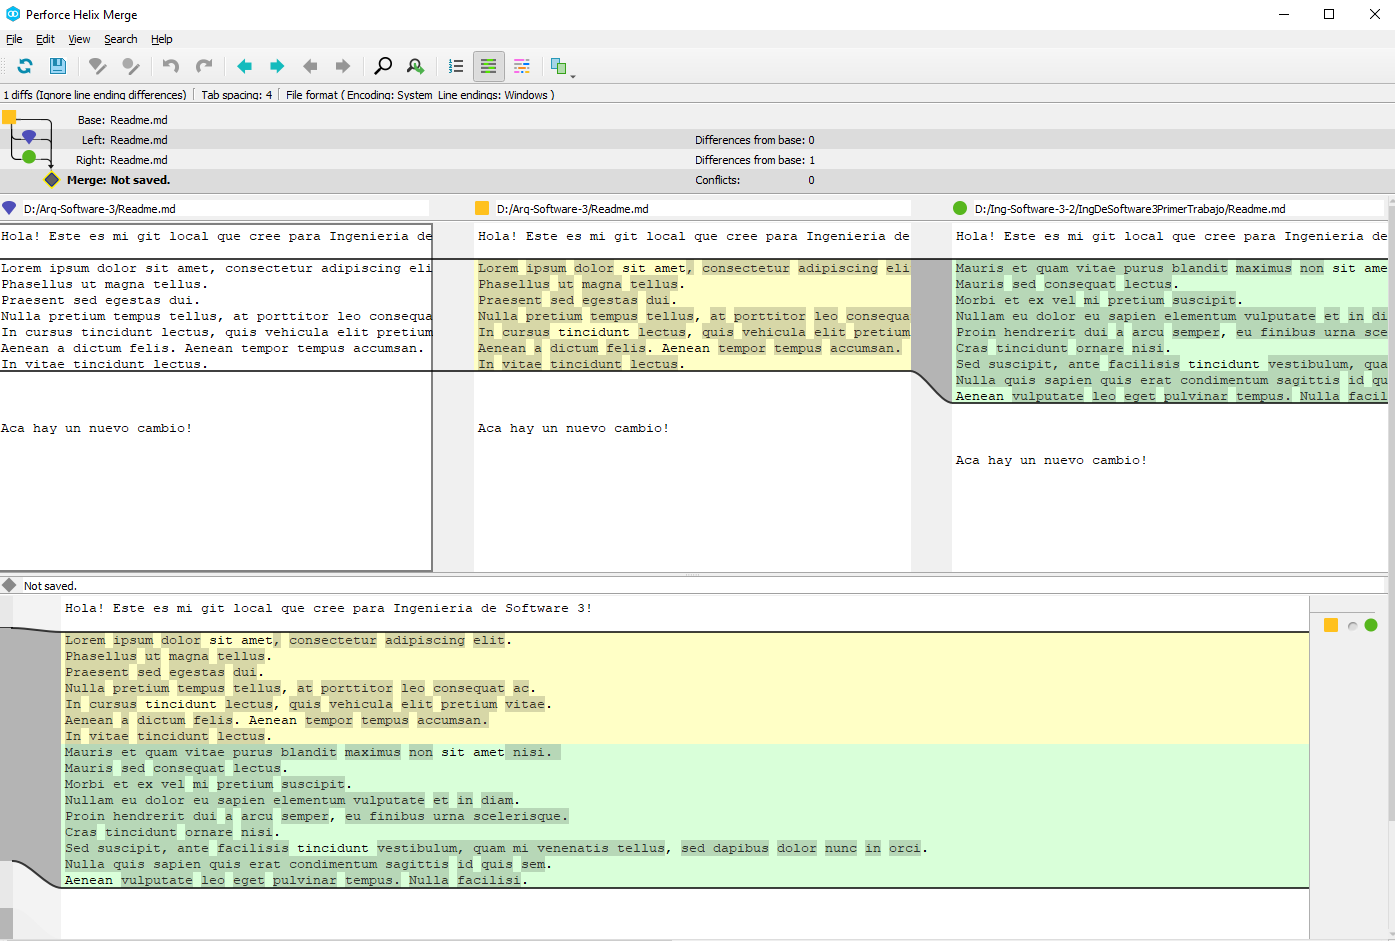 Perforce Helix Merge
File Edit View Search Help
1 diffs (Ignore line ending differences) Tab spacing: 4 File format ( Encoding: System Line endings: Windows )
Base: Readme.md
Left: Readme.md Differences from base: 0
Right: Readme.md Differences from base: 1
Merge: Not saved. Conflicts: 0
D:/Arq-Software-3/Readme.md
Hola! Este es mi git local que cree para Ingenieria de
Lorem ipsum dolor sit amet, consectetur adipiscing eli
Phasellus ut magna tellus.
Praesent sed egestas dui.
Nulla pretium tempus tellus, at porttitor leo consequa
In cursus tincidunt lectus, quis vehicula elit pretium
Aenean a dictum felis. Aenean tempor tempus accumsan.
In vitae tincidunt lectus.
Aca hay un nuevo cambio!
D:/Arq-Software-3/Readme.md
Hola! Este es mi git local que cree para Ingenieria de
Lorem ipsum dolor sit amet, consectetur adipiscing eli
Phasellus ut magna tellus.
Praesent sed egestas dui.
Nulla pretium tempus tellus, at porttitor leo consequa
In cursus tincidunt lectus, quis vehicula elit pretium
Aenean a dictum felis. Aenean tempor tempus accumsan.
In vitae tincidunt lectus.
Aca hay un nuevo cambio!
D:/Ing-Software-3-2/IngDeSoftware3PrimerTrabajo/Readme.md
Hola! Este es mi git local que cree para Ingenieria de
Mauris et quam vitae purus blandit maximus non sit ame
Mauris sed consequat lectus.
Morbi et ex vel mi pretium suscipit.
Nullam eu dolor eu sapien elementum vulputate et in di
Proin hendrerit dui a arcu semper, eu finibus urna sce
Cras tincidunt ornare nisi.
Sed suscipit, ante facilisis tincidunt vestibulum, qua
Nulla quis sapien quis erat condimentum sagittis id qu
Aenean vulputate leo eget pulvinar tempus. Nulla facil
Aca hay un nuevo cambio!
Not saved.
Hola! Este es mi git local que cree para Ingenieria de Software 3!
Lorem ipsum dolor sit amet, consectetur adipiscing elit.
Phasellus ut magna tellus.
Praesent sed egestas dui.
Nulla pretium tempus tellus, at porttitor leo consequat ac.
In cursus tincidunt lectus, quis vehicula elit pretium vitae.
Aenean a dictum felis. Aenean tempor tempus accumsan.
In vitae tincidunt lectus.
Mauris et quam vitae purus blandit maximus non sit amet nisi.
Mauris sed consequat lectus.
Morbi et ex vel mi pretium suscipit.
Nullam eu dolor eu sapien elementum vulputate et in diam.
Proin hendrerit dui a arcu semper, eu finibus urna scelerisque.
Cras tincidunt ornare nisi.
Sed suscipit, ante facilisis tincidunt vestibulum, quam mi venenatis tellus, sed dapibus dolor nunc in orci.
Nulla quis sapien quis erat condimentum sagittis id quis sem.
Aenean vulputate leo eget pulvinar tempus. Nulla facilisi.